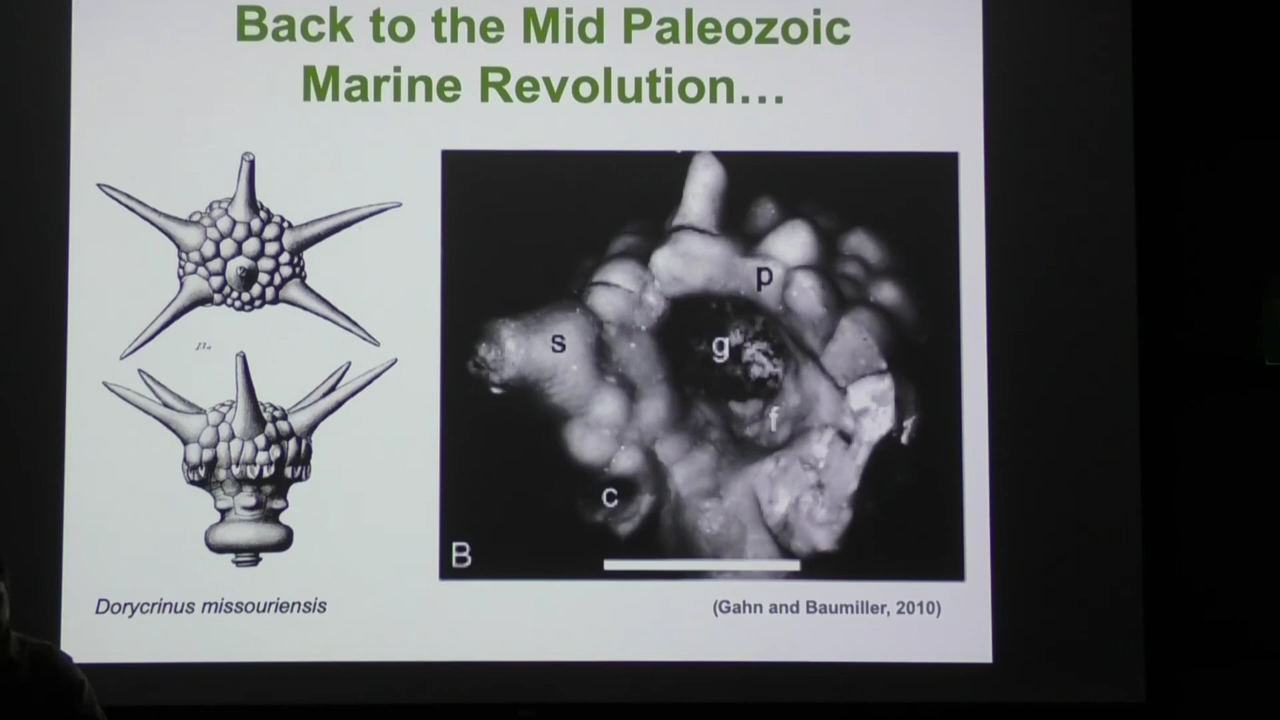 Back to the Mid Paleozoic
Marine Revolution…
p
s
g
f
c
B
Dorycrinus missouriensis
(Gahn and Baumiller, 2010)